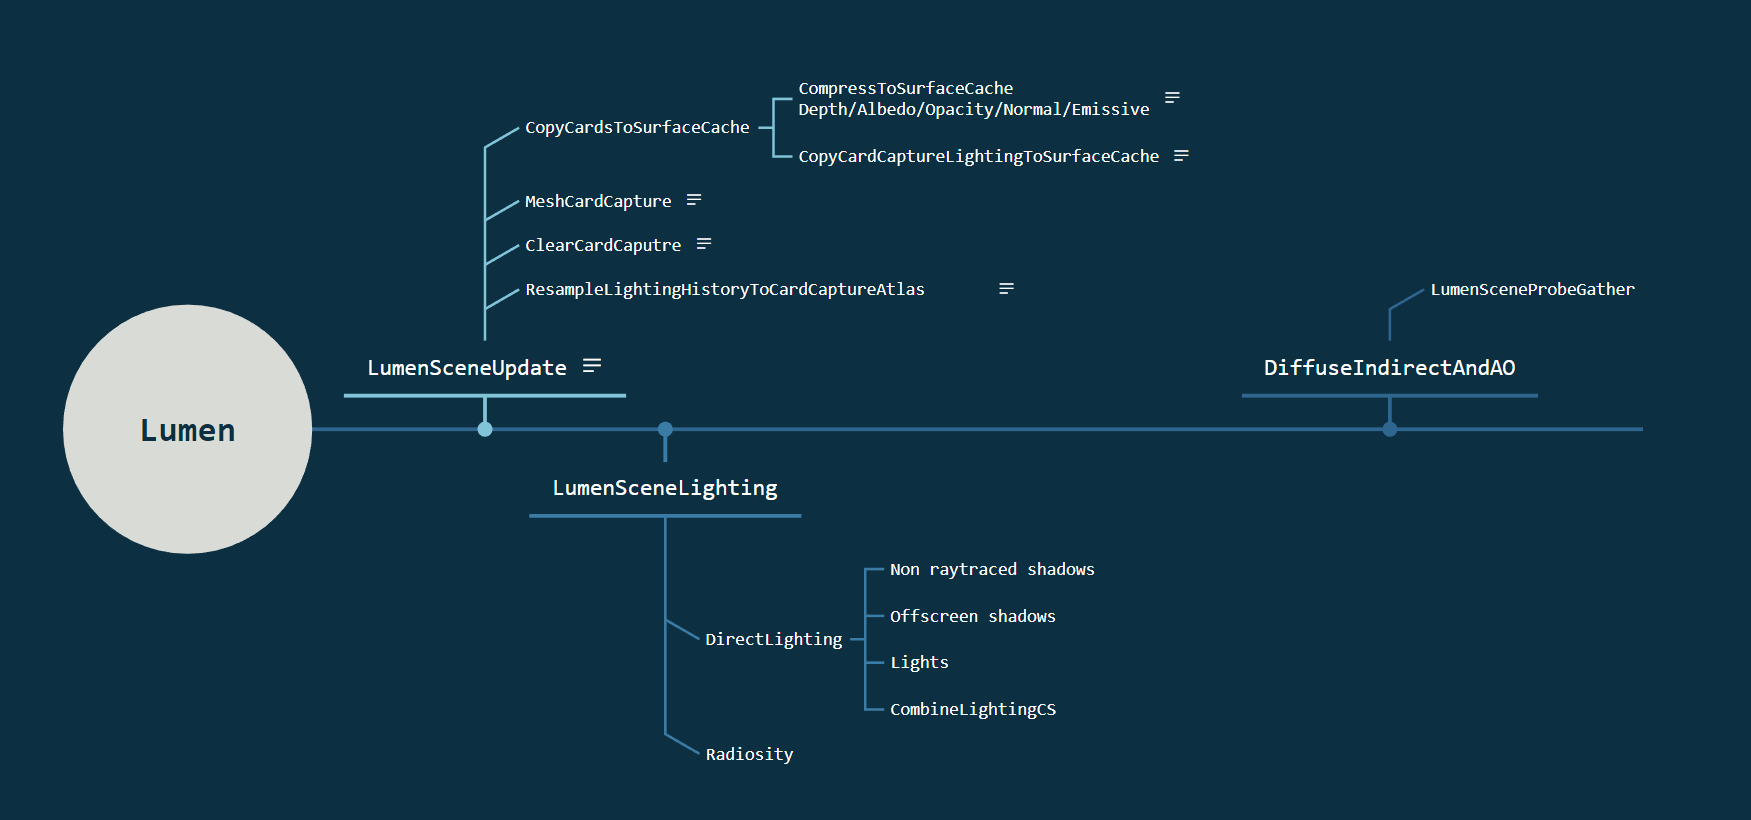 CompressToSurfaceCache
Depth/Albedo/Opacity/Normal/Emissive
CopyCardsToSurfaceCache
CopyCardCaptureLightingToSurfaceCache
MeshCardCapture
ClearCardCaputre
ResampleLightingHistoryToCardCaptureAtlas
LumenSceneProbeGather
LumenSceneUpdate
DiffuseIndirectAndAO
Lumen
LumenSceneLighting
Non raytraced shadows
Offscreen shadows
DirectLighting
Lights
CombineLightingCS
Radiosity